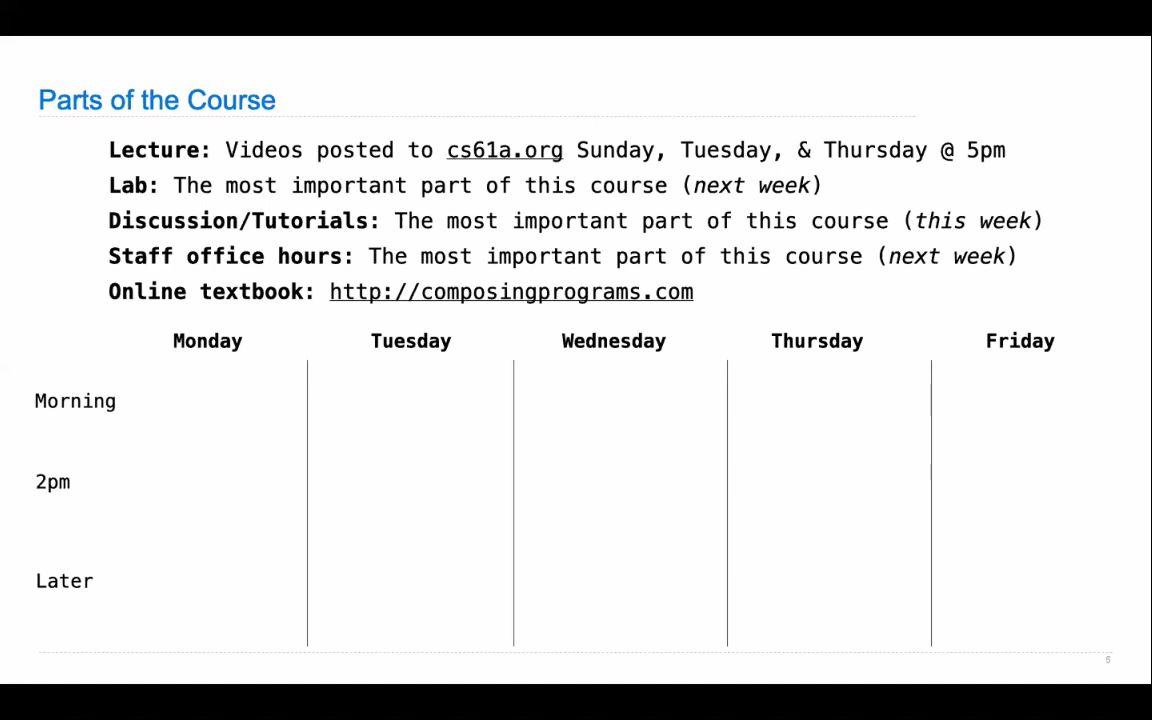 Parts of the Course
Lecture: Videos posted to cs61a.org Sunday, Tuesday, & Thursday @ 5pm
Lab: The most important part of this course (next week)
Discussion/Tutorials: The most important part of this course (this week)
Staff office hours: The most important part of this course (next week)
Online textbook: http://composingprograms.com
Monday Tuesday Wednesday Thursday Friday
Morning
2pm
Later
5